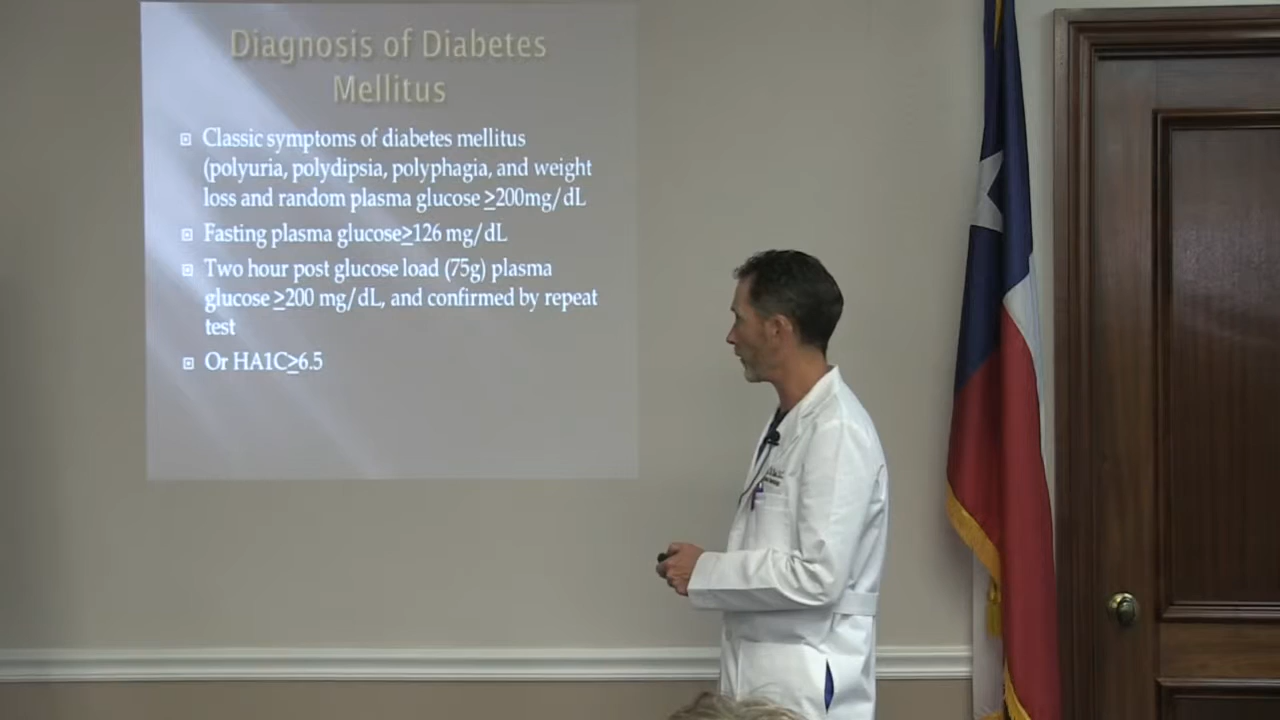 Diagnosis of Diabetes
Mellitus
Classic symptoms of diabetes mellitus
(polyuria, polydipsia, polyphagia, and weight
loss and random plasma glucose ≥200mg/dL
Fasting plasma glucose≥126 mg/dL
Two hour post glucose load (75g) plasma
glucose ≥200 mg/dL, and confirmed by repeat
test
Or HA1C≥6.5